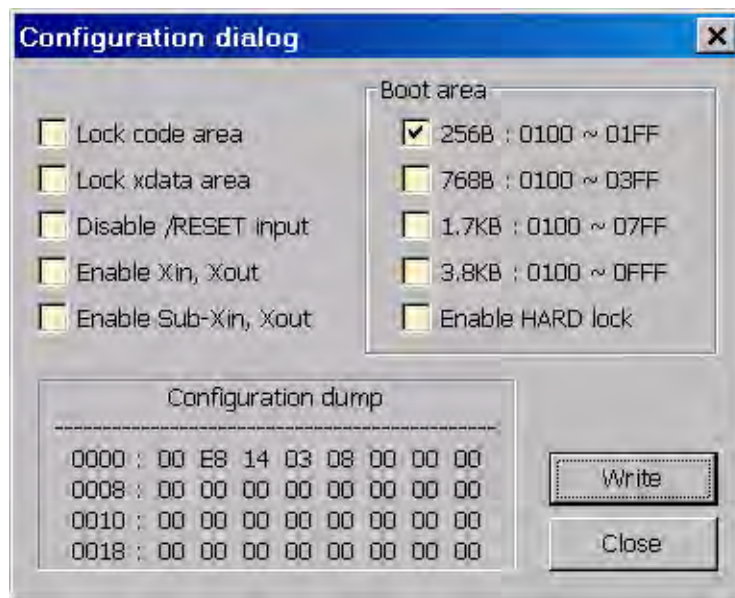 Configuration dialog
Lock code area
Lock xdata area
Disable /RESET input
Enable Xin, Xout
Enable Sub-Xin, Xout
Boot area
256B : 0100 ~ 01FF
768B : 0100 ~ 03FF
1.7KB : 0100 ~ 07FF
3.8KB : 0100 ~ 0FFF
Enable HARD lock
Configuration dump
--------------------------------------------------
0000 : 00 E8 14 03 08 00 00 00
0008 : 00 00 00 00 00 00 00 00
0010 : 00 00 00 00 00 00 00 00
0018 : 00 00 00 00 00 00 00 00
Write
Close